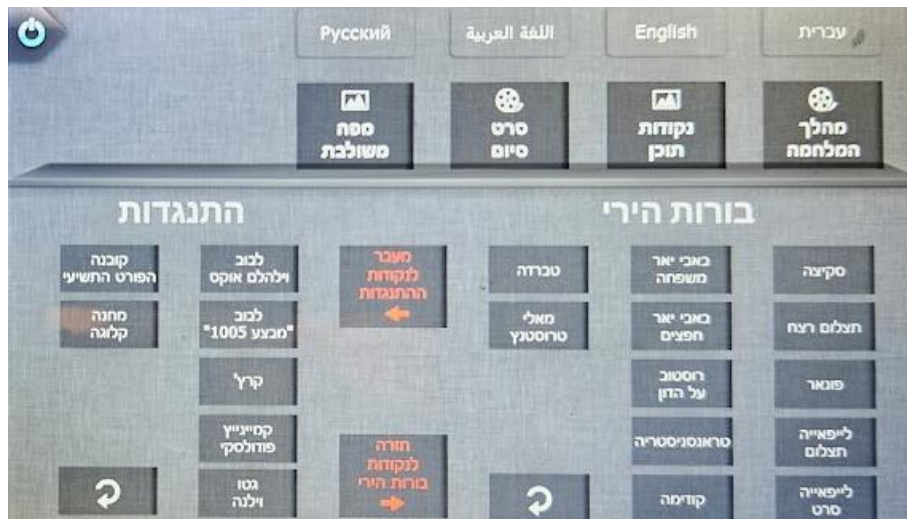 עברית
English
اللغة العربية
Русский
מהלך
המלחמה
נקודות
תוכן
סרט
סיום
מפה
משולבת
בורות הירי
סקיצה
תצלום רצח
פונאר
לייפאייה
תצלום
לייפאייה
סרט
באבי יאר
משפחה
באבי יאר
חפצים
רוסטוב
על הדון
טראנסניסטריה
קודימה
טברדה
מאלי
טרוסטנץ
מעבר
לנקודות
ההתנגדות
חזרה
לנקודות
בורות הירי
התנגדות
לבוב
וילהלם אוקס
לבוב
"מבצע 1005"
קרץ'
קמייניץ
פודולסקי
גטו
וילנה
קובנה
הפורט התשיעי
מחנה
קלוגה